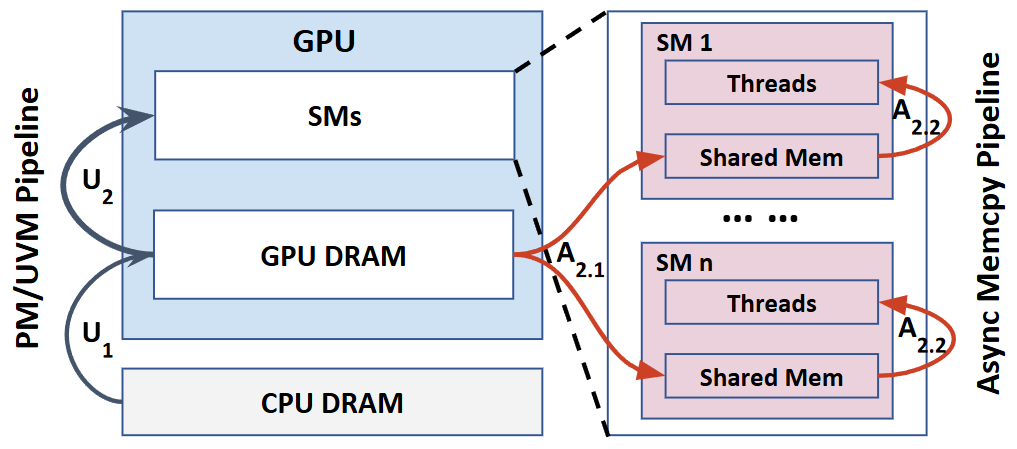 PM/UVM Pipeline
GPU
SMs
U2
GPU DRAM
U1
CPU DRAM
A2.1
SM 1
Threads
A2.2
Shared Mem
... ...
SM n
Threads
A2.2
Shared Mem
Async Memcpy Pipeline